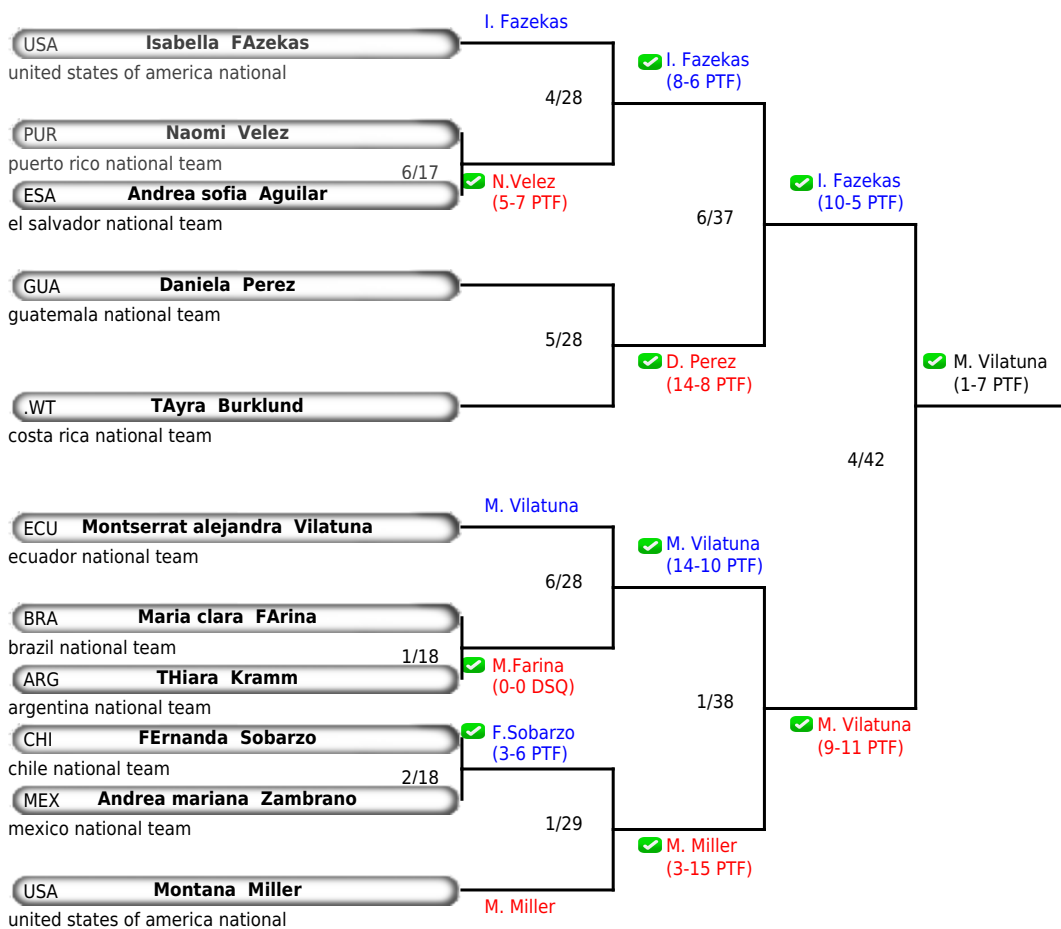 I. Fazekas
USA Isabella FAzekas
united states of america national
I. Fazekas
(8-6 PTF)
4/28
PUR Naomi Velez
puerto rico national team
6/17
N.Velez
(5-7 PTF)
ESA Andrea sofia Aguilar
el salvador national team
I. Fazekas
(10-5 PTF)
6/37
GUA Daniela Perez
guatemala national team
5/28
D. Perez
(14-8 PTF)
.WT TAyra Burklund
costa rica national team
M. Vilatuna
(1-7 PTF)
4/42
M. Vilatuna
ECU Montserrat alejandra Vilatuna
ecuador national team
M. Vilatuna
(14-10 PTF)
6/28
BRA Maria clara FArina
brazil national team
1/18
M.Farina
(0-0 DSQ)
ARG THiara Kramm
argentina national team
1/38
M. Vilatuna
(9-11 PTF)
CHI FErnanda Sobarzo
chile national team
F.Sobarzo
(3-6 PTF)
2/18
MEX Andrea mariana Zambrano
mexico national team
1/29
M. Miller
(3-15 PTF)
USA Montana Miller
united states of america national
M. Miller